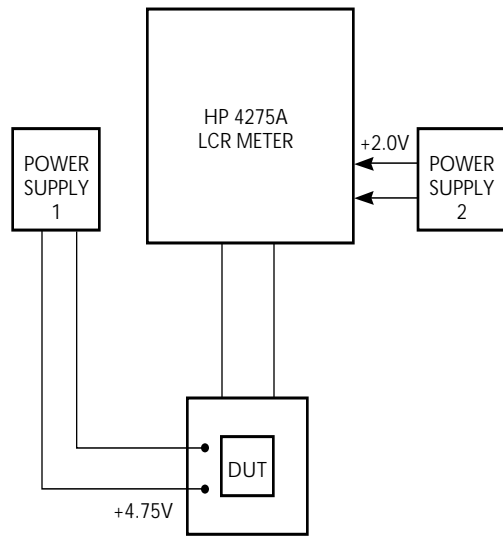 HP 4275A
LCR METER
POWER
SUPPLY
1
+2.0V
POWER
SUPPLY
2
DUT
+4.75V